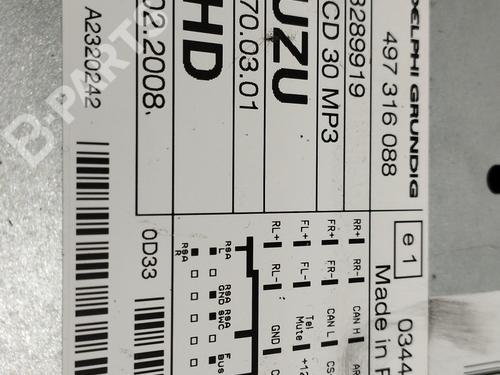 DELPHI GRUNDIG
497 316 088
CD 30 MP3
UZU
HD
70.03.01
02.2008
A2320242
0D33
e 1
0344
Made in
RR+ RR- CAN H
FR+ FR- CAN L
FL+ FL- Tel Mute +12
RL+ RL- GND
RSA L RSA GND RSA SWC F BUS
RSA R
B-PARTS